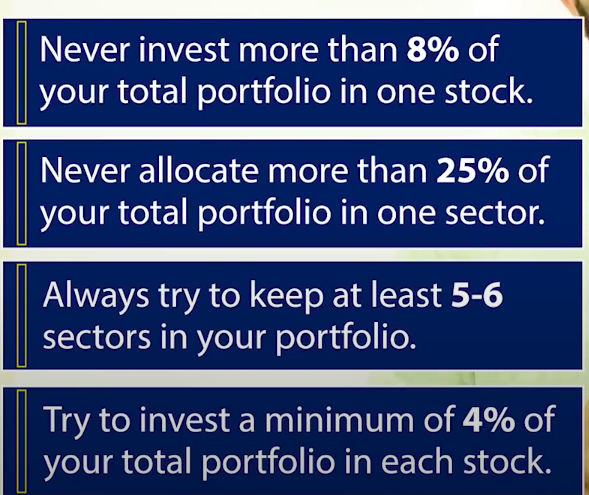 Never invest more than 8% of
your total portfolio in one stock.
Never allocate more than 25% of
your total portfolio in one sector.
Always try to keep at least 5-6
sectors in your portfolio.
Try to invest a minimum of 4% of
your total portfolio in each stock.